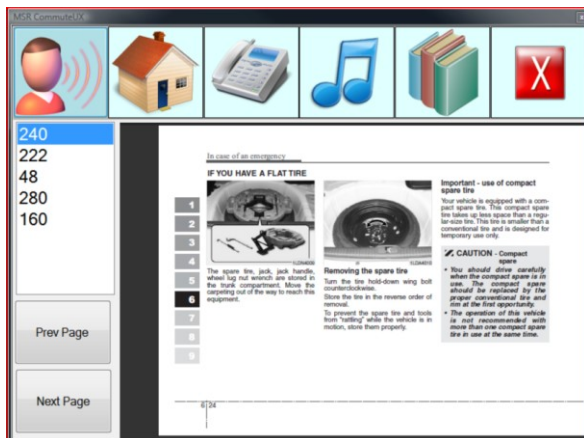 MSR CommuteUX
X
240
222
48
280
160
Prev Page
Next Page
In case of an emergency
IF YOU HAVE A FLAT TIRE
1
2
3
4
5
6
7
8
9
The spare tire, jack, jack handle,
wheel lug nut wrench are stored in
the trunk compartment. Move the
carpeting out of the way to reach this
equipment.
Removing the spare tire
Turn the tire hold-down wing bolt
counterclockwise.
Store the tire in the reverse order of
removal.
To prevent the spare tire and tools
from "rattling" while the vehicle is in
motion, store them properly.
Important - use of compact
spare tire
Your vehicle is equipped with a com-
pact spare tire. This compact spare
tire takes up less space than a regu-
lar-size tire. This tire is smaller than a
conventional tire and is designed for
temporary use only.
CAUTION - Compact
spare
• You should drive carefully
when the compact spare is in
use. The compact spare
should be replaced by the
proper conventional tire and
rim at the first opportunity.
• The operation of this vehicle
is not recommended with
more than one compact spare
tire in use at the same time.
6 24